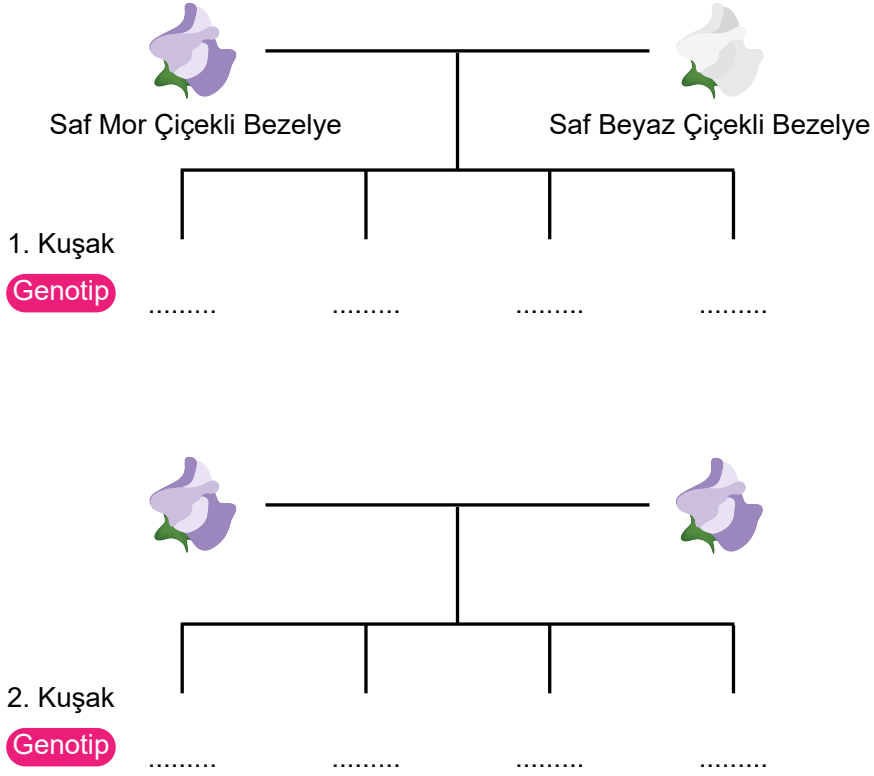 Saf Mor Çiçekli Bezelye Saf Beyaz Çiçekli Bezelye
1. Kuşak
Genotip ......... ......... ......... .........
2. Kuşak
Genotip ......... ......... ......... .........